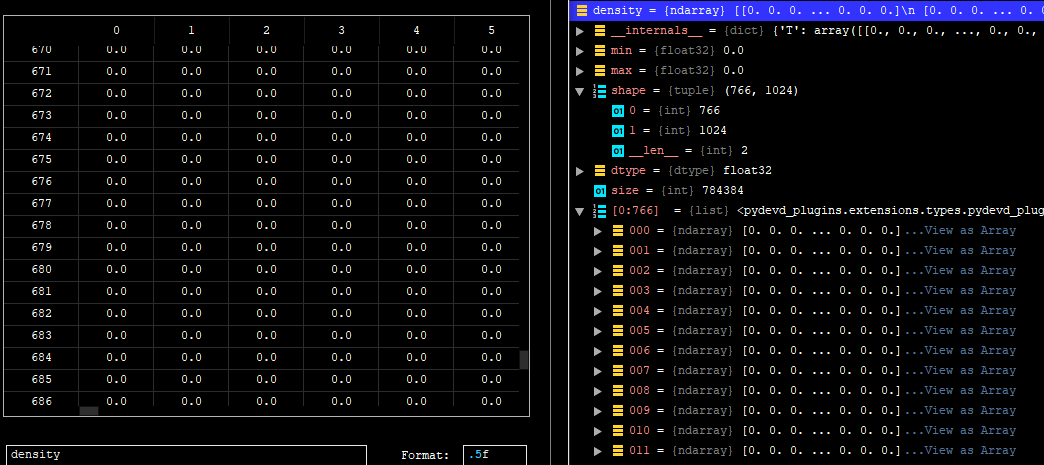 0 1 2 3 4 5
670 0.0 0.0 0.0 0.0 0.0 0.0
671 0.0 0.0 0.0 0.0 0.0 0.0
672 0.0 0.0 0.0 0.0 0.0 0.0
673 0.0 0.0 0.0 0.0 0.0 0.0
674 0.0 0.0 0.0 0.0 0.0 0.0
675 0.0 0.0 0.0 0.0 0.0 0.0
676 0.0 0.0 0.0 0.0 0.0 0.0
677 0.0 0.0 0.0 0.0 0.0 0.0
678 0.0 0.0 0.0 0.0 0.0 0.0
679 0.0 0.0 0.0 0.0 0.0 0.0
680 0.0 0.0 0.0 0.0 0.0 0.0
681 0.0 0.0 0.0 0.0 0.0 0.0
682 0.0 0.0 0.0 0.0 0.0 0.0
683 0.0 0.0 0.0 0.0 0.0 0.0
684 0.0 0.0 0.0 0.0 0.0 0.0
685 0.0 0.0 0.0 0.0 0.0 0.0
686 0.0 0.0 0.0 0.0 0.0 0.0
density Format: .5f
density = {ndarray} [[0. 0. 0. ... 0. 0. 0.]\n [0. 0. 0. ... 0. 0
__internals__ = {dict} {'T': array([[0., 0., 0., ..., 0., 0.,
min = {float32} 0.0
max = {float32} 0.0
shape = {tuple} (766, 1024)
01 0 = {int} 766
01 1 = {int} 1024
01 __len__ = {int} 2
dtype = {dtype} float32
01 size = {int} 784384
[0:766] = {list} <pydevd_plugins.extensions.types.pydevd_plug
000 = {ndarray} [0. 0. 0. ... 0. 0. 0.] ...View as Array
001 = {ndarray} [0. 0. 0. ... 0. 0. 0.] ...View as Array
002 = {ndarray} [0. 0. 0. ... 0. 0. 0.] ...View as Array
003 = {ndarray} [0. 0. 0. ... 0. 0. 0.] ...View as Array
004 = {ndarray} [0. 0. 0. ... 0. 0. 0.] ...View as Array
005 = {ndarray} [0. 0. 0. ... 0. 0. 0.] ...View as Array
006 = {ndarray} [0. 0. 0. ... 0. 0. 0.] ...View as Array
007 = {ndarray} [0. 0. 0. ... 0. 0. 0.] ...View as Array
008 = {ndarray} [0. 0. 0. ... 0. 0. 0.] ...View as Array
009 = {ndarray} [0. 0. 0. ... 0. 0. 0.] ...View as Array
010 = {ndarray} [0. 0. 0. ... 0. 0. 0.] ...View as Array
011 = {ndarray} [0. 0. 0. ... 0. 0. 0.] ...View as Array